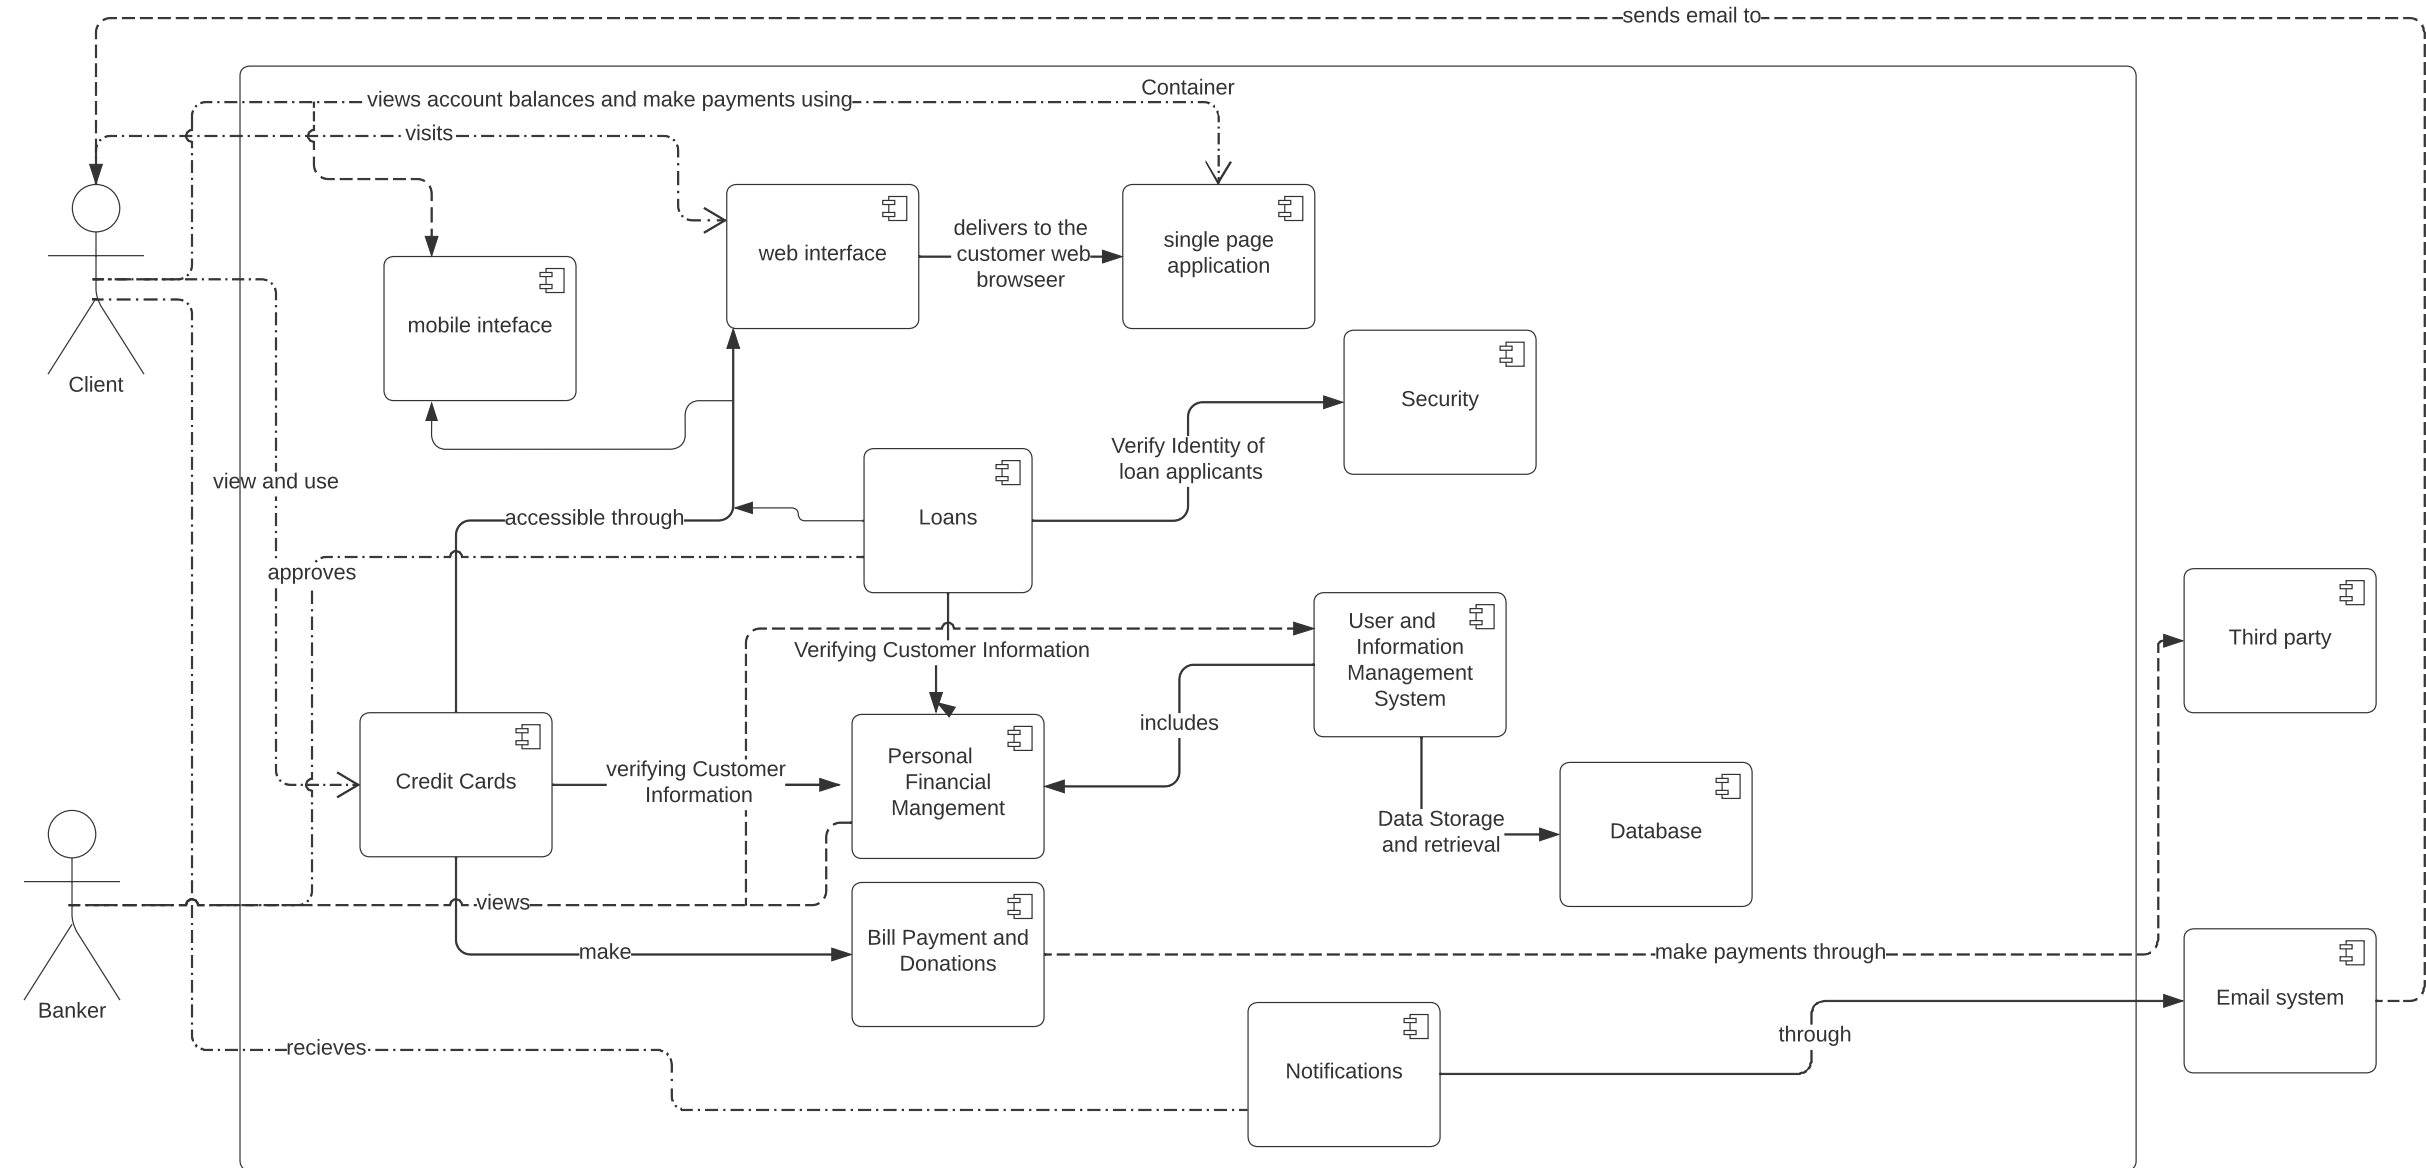 sends email to
Container
views account balances and make payments using
visits
delivers to the
customer web
browseer
web interface
single page
application
mobile inteface
Client
Security
Verify Identity of
loan applicants
view and use
accessible through
Loans
approves
User and
Information
Management
System
Third party
Verifying Customer Information
includes
Personal
Financial
Mangement
verifying Customer
Information
Credit Cards
Data Storage
and retrieval
Database
views
Bill Payment and
Donations
make
make payments through
Email system
Banker
through
recieves
Notifications